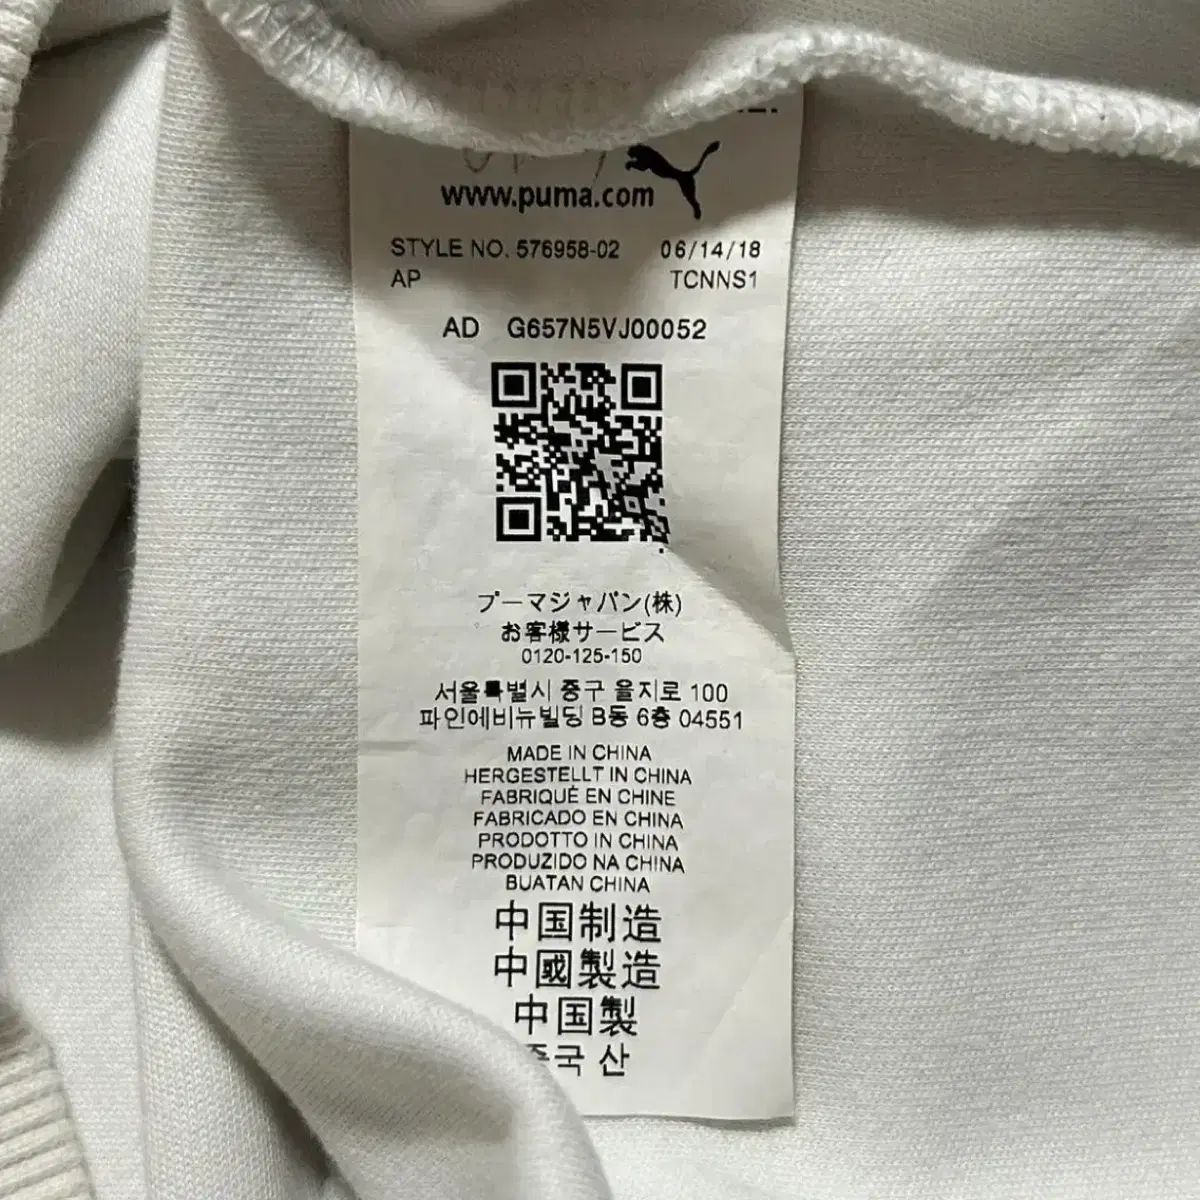 www.puma.com
STYLE NO. 576958-02 06/14/18
AP TCNNS1
AD G657N5VJ00052
プーマジャパン(株)
お客様サービス
0120-125-150
서울특별시 중구 을지로 100
파인에비뉴빌딩 B동 6층 04551
MADE IN CHINA
HERGESTELLT IN CHINA
FABRIQUÉ EN CHINE
FABRICADO EN CHINA
PRODOTTO IN CHINA
PRODUZIDO NA CHINA
BUATAN CHINA
中国制造
中國製造
中国製
중국 산